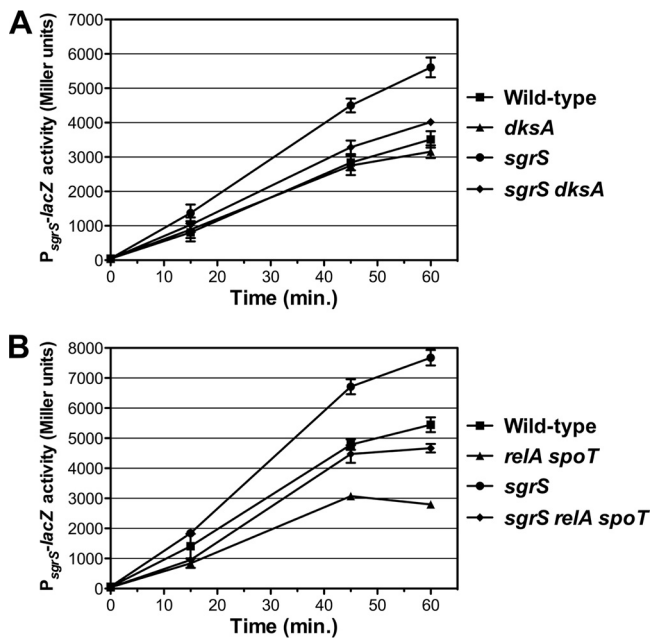 A
7000
6000
5000
4000
3000
2000
1000
0
P sgrS-lacZ activity (Miller units)
0 10 20 30 40 50 60
Time (min.)
Wild-type
dksA
sgrS
sgrS dksA
B
8000
7000
6000
5000
4000
3000
2000
1000
0
P sgrS-lacZ activity (Miller units)
0 10 20 30 40 50 60
Time (min.)
Wild-type
relA spoT
sgrS
sgrS relA spoT